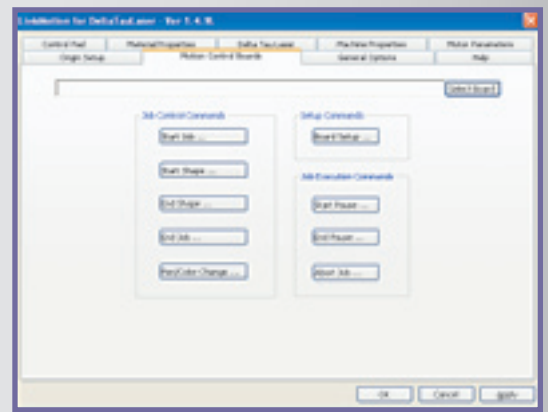 LinkMotion for DeltaTauLaser - Ver 1.4.
Control Pad Material Properties Delta Tau Laser Machine Properties Motor Parameters
Origin Setup Motion Control Boards General Options Help
Select Board
Job Control Commands Setup Commands
Start Job ... Board Setup ...
Start Shape ... Job Execution Commands
End Shape ... Start Pause ...
End Job ... End Pause ...
Pen/Color Change ... Abort Job ...
OK Cancel Apply